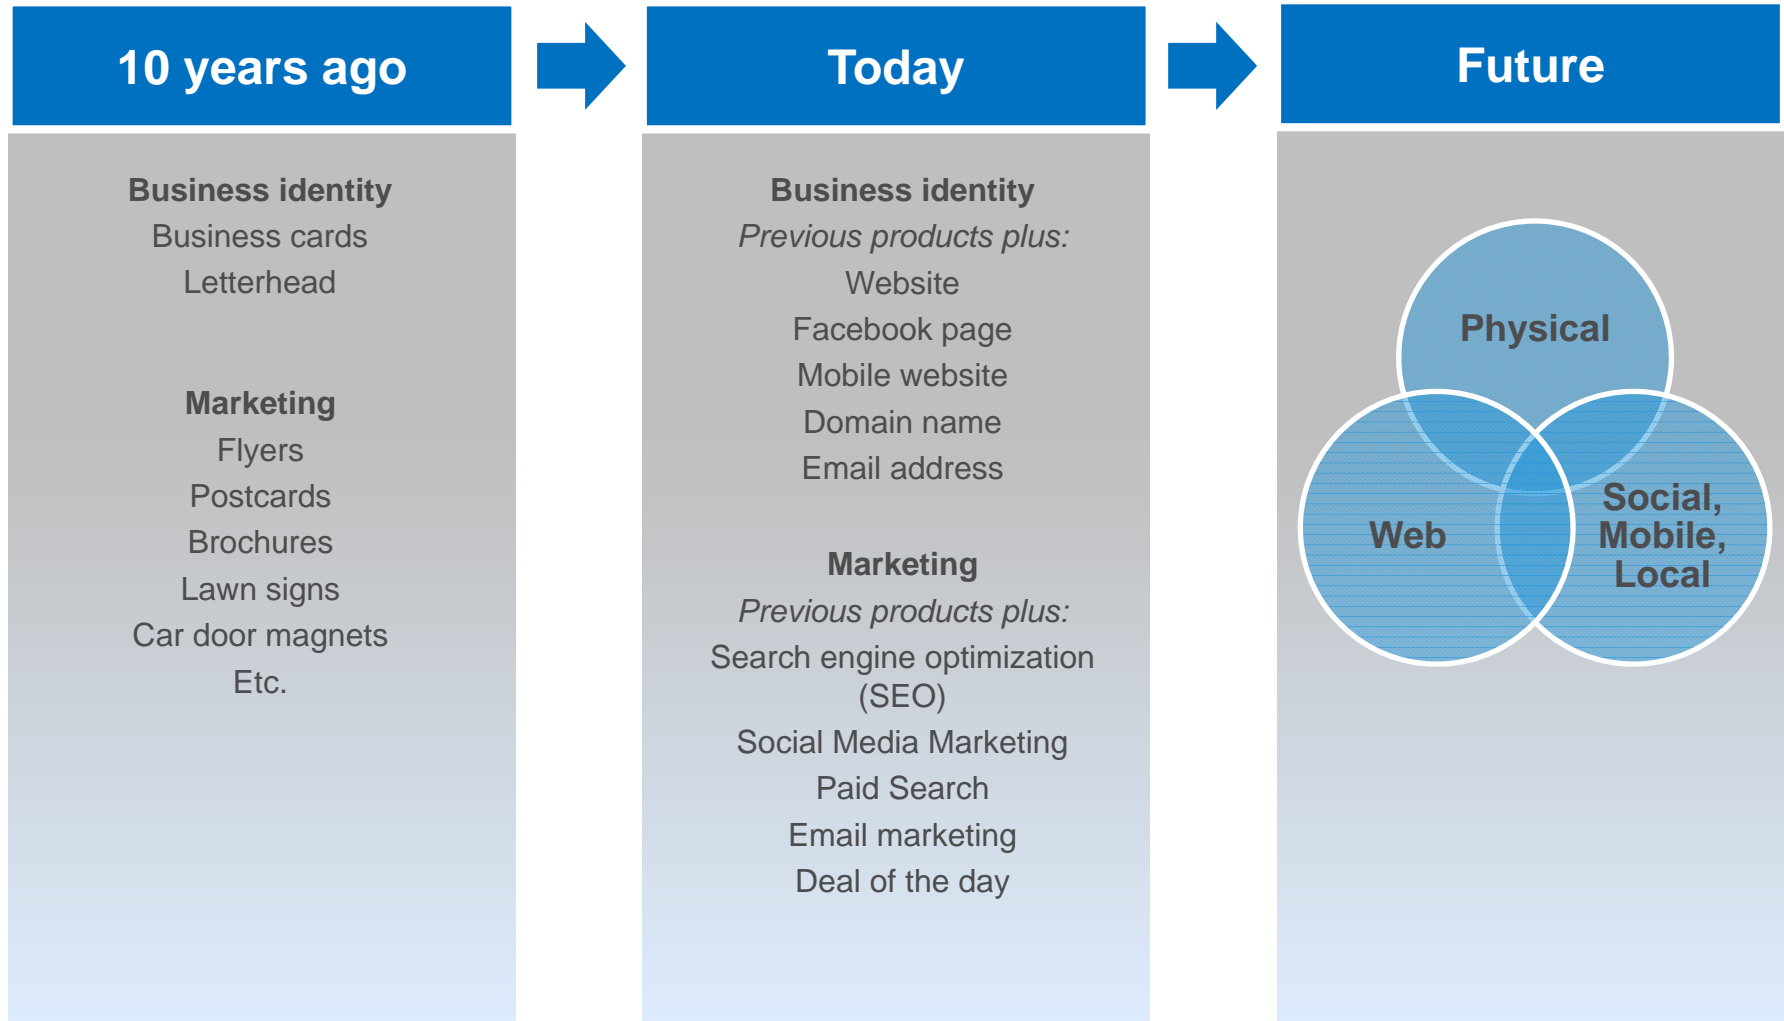 10 years ago
Business identity
Business cards
Letterhead
Marketing
Flyers
Postcards
Brochures
Lawn signs
Car door magnets
Etc.
Today
Business identity
Previous products plus:
Website
Facebook page
Mobile website
Domain name
Email address
Marketing
Previous products plus:
Search engine optimization
(SEO)
Social Media Marketing
Paid Search
Email marketing
Deal of the day
Future
Physical
Web
Social,
Mobile,
Local